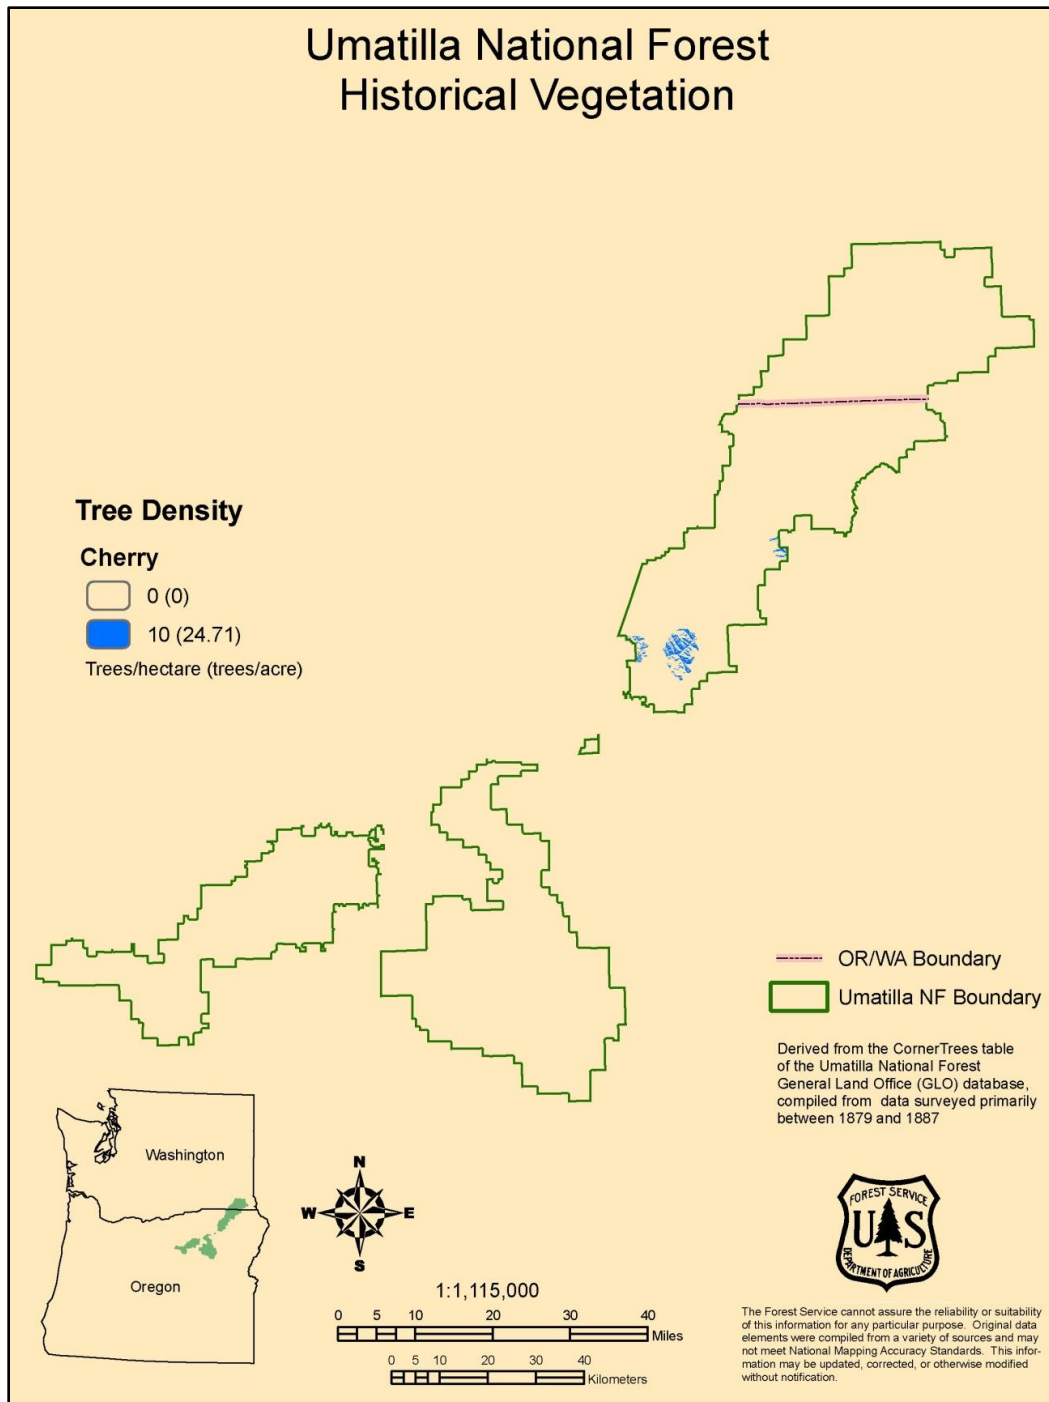 Umatilla National Forest
Historical Vegetation
Tree Density
Cherry
0 (0)
10 (24.71)
Trees/hectare (trees/acre)
OR/WA Boundary
Umatilla NF Boundary
Derived from the CornerTrees table
of the Umatilla National Forest
General Land Office (GLO) database,
compiled from data surveyed primarily
between 1879 and 1887
Washington
Oregon
N
W E
S
1:1,115,000
0 5 10 20 30 40
Miles
0 5 10 20 30 40
Kilometers
FOREST SERVICE
U S
DEPARTMENT OF AGRICULTURE
The Forest Service cannot assure the reliability or suitability
of this information for any particular purpose. Original data
elements were compiled from a variety of sources and may
not meet National Mapping Accuracy Standards. This infor-
mation may be updated, corrected, or otherwise modified
without notification.